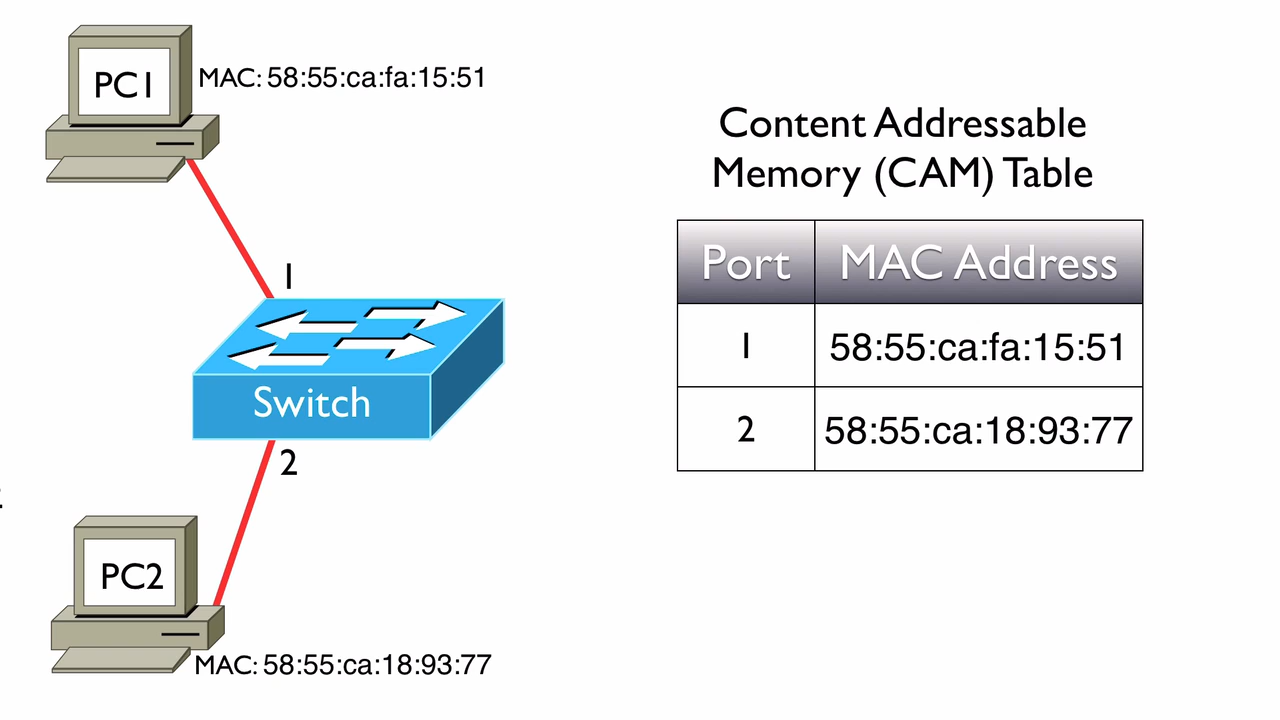 PC1
MAC: 58:55:ca:fa:15:51
1
Switch
2
PC2
MAC: 58:55:ca:18:93:77
Content Addressable
Memory (CAM) Table
Port MAC Address
1 58:55:ca:fa:15:51
2 58:55:ca:18:93:77